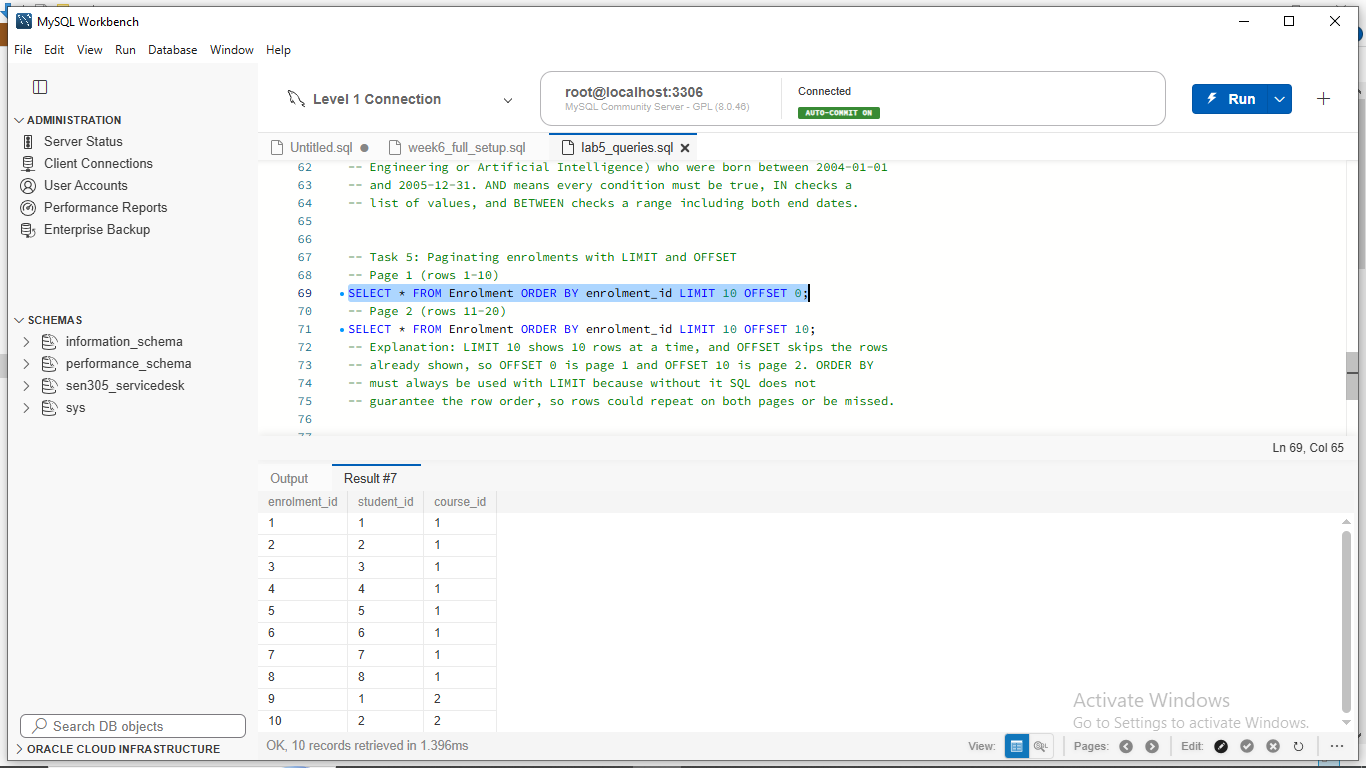 MySQL Workbench
File Edit View Run Database Window Help
Level 1 Connection
root@localhost:3306
MySQL Community Server - GPL (8.0.46)
Connected
AUTO-COMMIT ON
Run
ADMINISTRATION
Server Status
Client Connections
User Accounts
Performance Reports
Enterprise Backup
SCHEMAS
information_schema
performance_schema
sen305_servicedesk
sys
Search DB objects
ORACLE CLOUD INFRASTRUCTURE
Untitled.sql week6_full_setup.sql lab5_queries.sql
62 -- Engineering or Artificial Intelligence) who were born between 2004-01-01
63 -- and 2005-12-31. AND means every condition must be true, IN checks a
64 -- list of values, and BETWEEN checks a range including both end dates.
65
66
67 -- Task 5: Paginating enrolments with LIMIT and OFFSET
68 -- Page 1 (rows 1-10)
69 SELECT * FROM Enrolment ORDER BY enrolment_id LIMIT 10 OFFSET 0;
70 -- Page 2 (rows 11-20)
71 SELECT * FROM Enrolment ORDER BY enrolment_id LIMIT 10 OFFSET 10;
72 -- Explanation: LIMIT 10 shows 10 rows at a time, and OFFSET skips the rows
73 -- already shown, so OFFSET 0 is page 1 and OFFSET 10 is page 2. ORDER BY
74 -- must always be used with LIMIT because without it SQL does not
75 -- guarantee the row order, so rows could repeat on both pages or be missed.
76
77
Ln 69, Col 65
Output Result #7
enrolment_id student_id course_id
1 1 1
2 2 1
3 3 1
4 4 1
5 5 1
6 6 1
7 7 1
8 8 1
9 1 2
10 2 2
Activate Windows
Go to Settings to activate Windows.
OK, 10 records retrieved in 1.396ms
View: Pages: Edit: